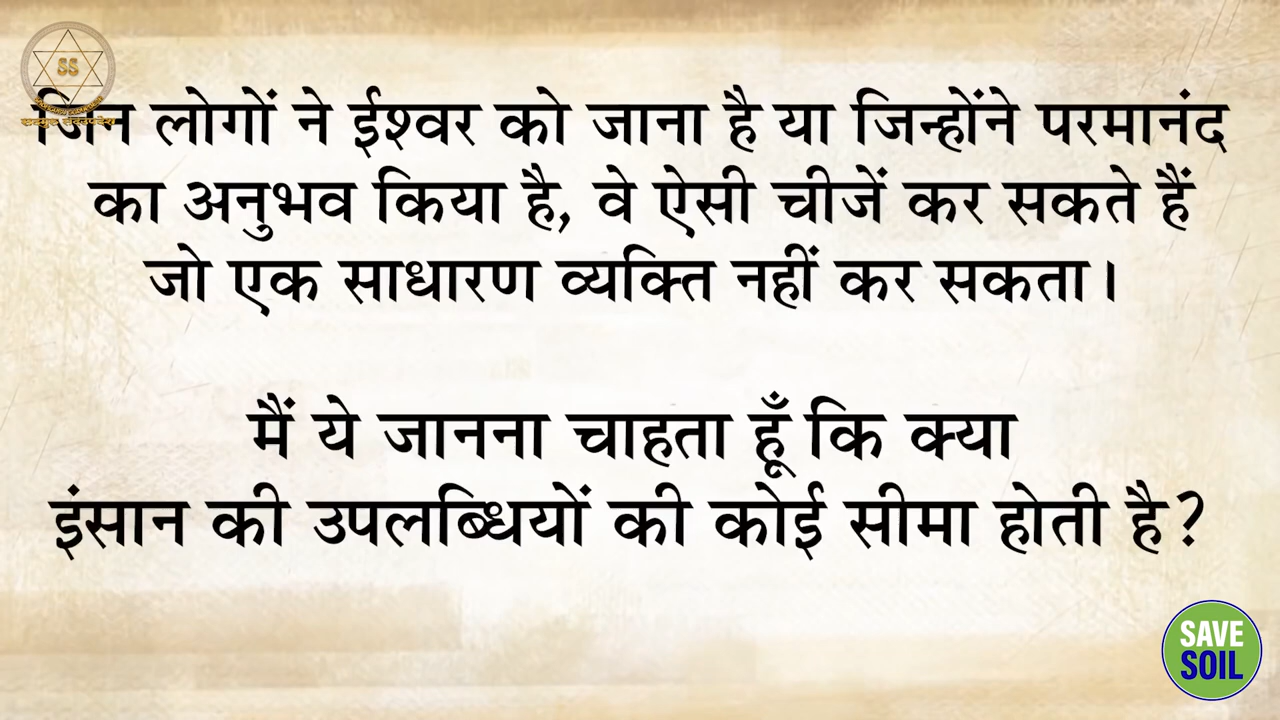 SS
जिन लोगों ने ईश्वर को जाना है या जिन्होंने परमानंद
का अनुभव किया है, वे ऐसी चीजें कर सकते हैं
जो एक साधारण व्यक्ति नहीं कर सकता।
मैं ये जानना चाहता हूँ कि क्या
इंसान की उपलब्धियों की कोई सीमा होती है?
SAVE
SOIL